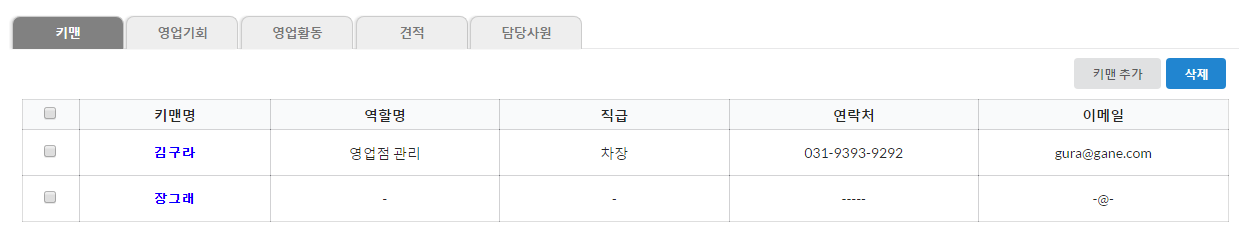 키맨 영업기회 영업활동 견적 담당사원
키맨 추가 삭제
키맨명 역할명 직급 연락처 이메일
김구라 영업점 관리 차장 031-9393-9292 gura@gane.com
장그래 - - ----- -@-